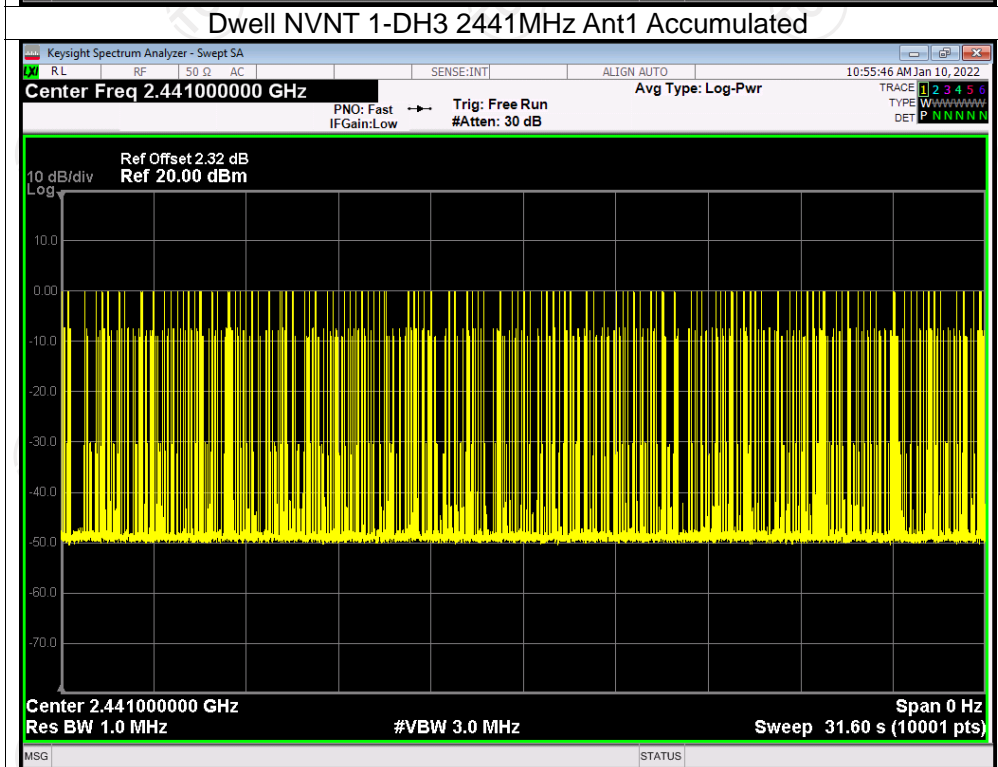 Dwell NVNT 1-DH3 2441MHz Ant1 Accumulated
Keysight Spectrum Analyzer - Swept SA
LXI RL RF 50 Ω AC SENSE:INT ALIGN AUTO 10:55:46 AM Jan 10, 2022
Center Freq 2.441000000 GHz Avg Type: Log-Pwr TRACE 1 2 3 4 5 6
PNO: Fast Trig: Free Run TYPE WWWWWW
IFGain:Low #Atten: 30 dB DET P N N N N N
Ref Offset 2.32 dB
10 dB/div Ref 20.00 dBm
Log
10.0
0.00
-10.0
-20.0
-30.0
-40.0
-50.0
-60.0
-70.0
Center 2.441000000 GHz Span 0 Hz
Res BW 1.0 MHz #VBW 3.0 MHz Sweep 31.60 s (10001 pts)
MSG STATUS